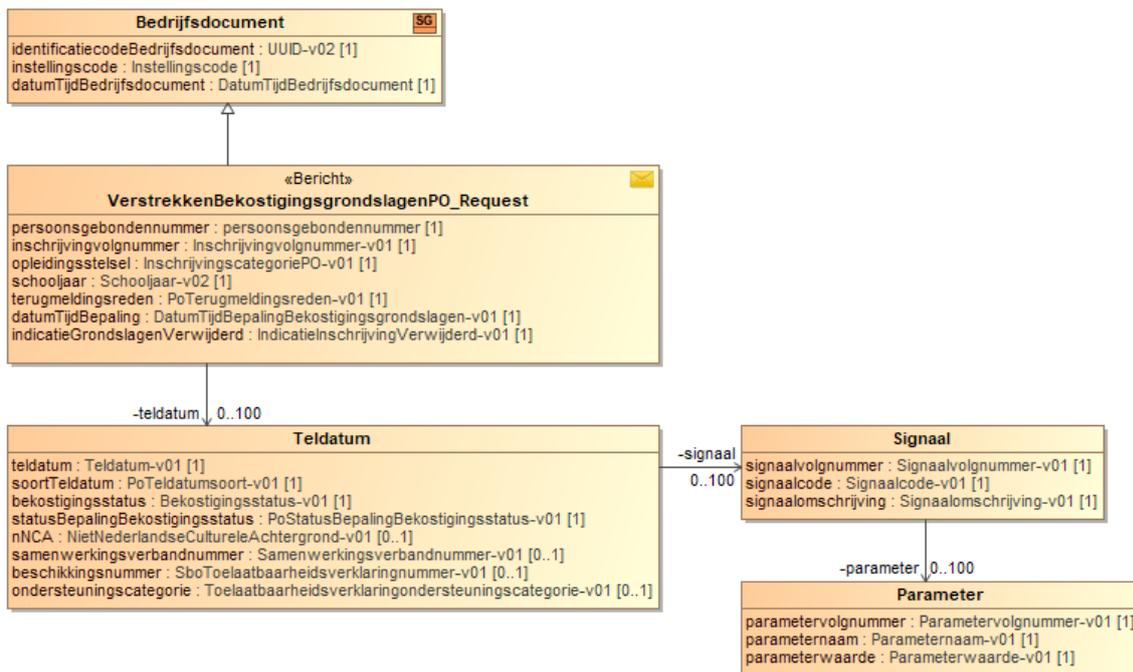 Bedrijfsdocument
SG
identificatiecodeBedrijfsdocument : UUID-v02 [1]
instellingscode : Instellingscode [1]
datumTijdBedrijfsdocument : DatumTijdBedrijfsdocument [1]
«Bericht»
VerstrekkenBekostigingsgrondslagenPO_Request
persoonsgebondennummer : persoonsgebondennummer [1]
inschrijvingvolgnummer : Inschrijvingvolgnummer-v01 [1]
opleidingsstelsel : InschrijvingscategoriePO-v01 [1]
schooljaar : Schooljaar-v02 [1]
terugmeldingsreden : PoTerugmeldingsreden-v01 [1]
datumTijdBepaling : DatumTijdBepalingBekostigingsgrondslagen-v01 [1]
indicatieGrondslagenVerwijderd : IndicatieInschrijvingVerwijderd-v01 [1]
-teldatum 0..100
Teldatum
teldatum : Teldatum-v01 [1]
soortTeldatum : PoTeldatumsoort-v01 [1]
bekostigingsstatus : Bekostigingsstatus-v01 [1]
statusBepalingBekostigingsstatus : PoStatusBepalingBekostigingsstatus-v01 [1]
nNCA : NietNederlandseCultureleAchtergrond-v01 [0..1]
samenwerkingsverbandnummer : Samenwerkingsverbandnummer-v01 [0..1]
beschikkingsnummer : SboToelaatbaarheidsverklaringnummer-v01 [0..1]
ondersteuningscategorie : Toelaatbaarheidsverklaringondersteuningscategorie-v01 [0..1]
-signaal
0..100
Signaal
signaalvolgnummer : Signaalvolgnummer-v01 [1]
signaalcode : Signaalcode-v01 [1]
signaalomschrijving : Signaalomschrijving-v01 [1]
-parameter 0..100
Parameter
parametervolgnummer : Parametervolgnummer-v01 [1]
parameternaam : Parameternaam-v01 [1]
parameterwaarde : Parameterwaarde-v01 [1]